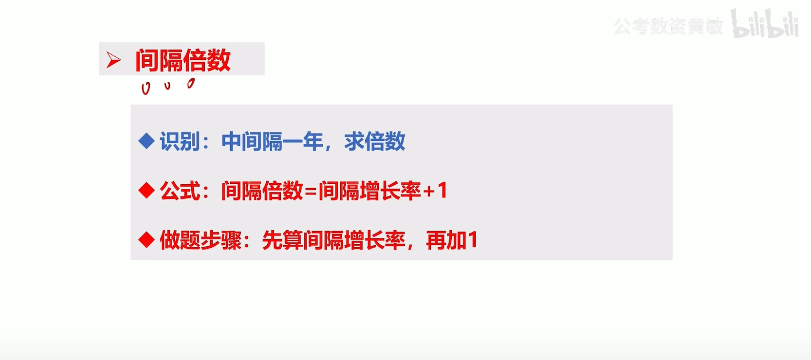 公考数资黄敏 bilibili
间隔倍数
识别：中间隔一年，求倍数
公式：间隔倍数=间隔增长率+1
做题步骤：先算间隔增长率，再加1